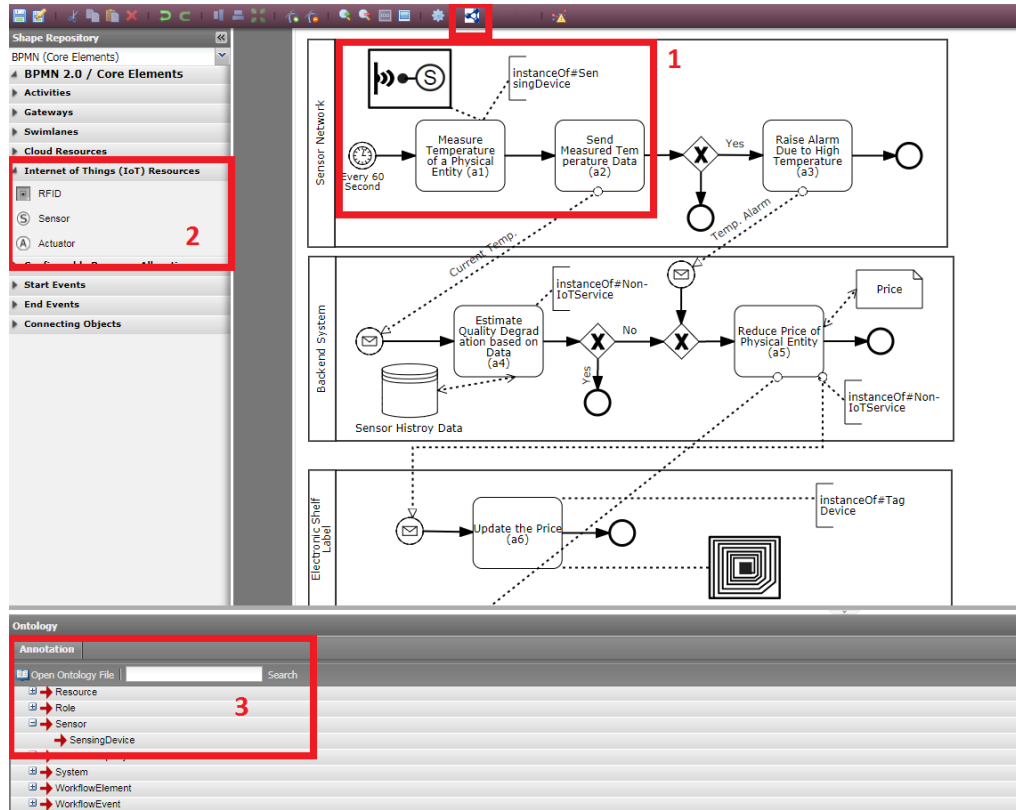 Shape Repository
BPMN (Core Elements)
BPMN 2.0 / Core Elements
Activities
Gateways
Swimlanes
Cloud Resources
Internet of Things (IoT) Resources
RFID
S Sensor
A Actuator
2
Start Events
End Events
Connecting Objects
1
Sensor Network
S
instanceOf#Sen
singDevice
Every 60
Second
Measure
Temperature
of a Physical
Entity (a1)
Send
Measured Tem
perature Data
(a2)
X
Yes
Raise Alarm
Due to High
Temperature
(a3)
Current Temp.
Temp. Alarm
Backend System
instanceOf#Non-
IoTService
Estimate
Quality Degrad
ation based on
Data
(a4)
X
No
Yes
X
Reduce Price of
Physical Entity
(a5)
Price
instanceOf#Non-
IoTService
Sensor Histroy Data
Electronic Shelf
Label
Update the Price
(a6)
instanceOf#Tag
Device
Ontology
Annotation
Open Ontology File
Search
Resource
Role
3
Sensor
SensingDevice
System
WorkflowElement
WorkflowEvent